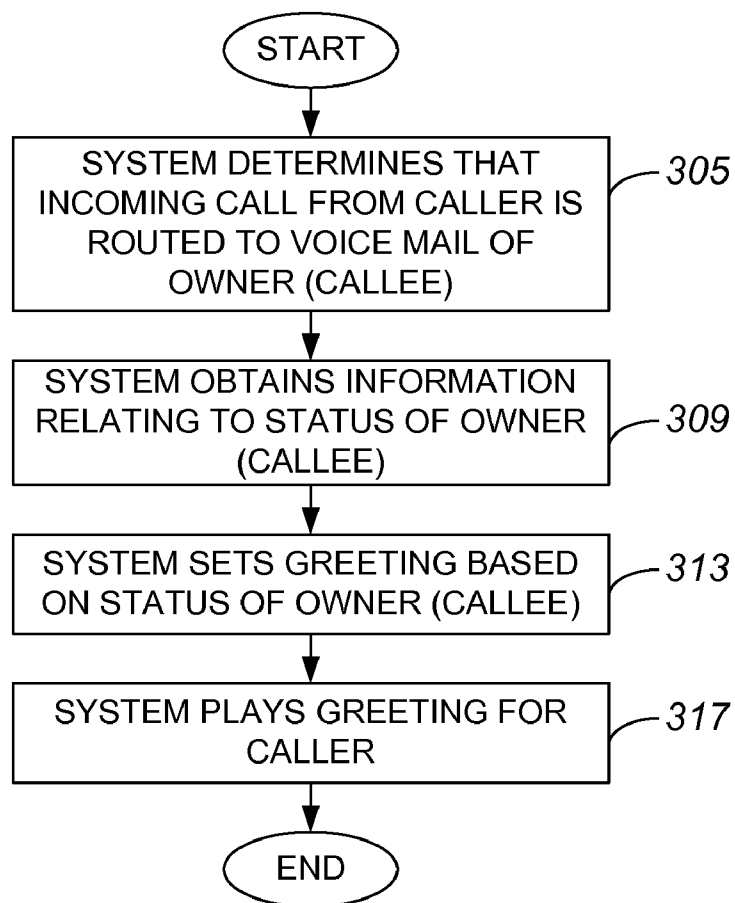 START
SYSTEM DETERMINES THAT
INCOMING CALL FROM CALLER IS
ROUTED TO VOICE MAIL OF
OWNER (CALLEE)
305
SYSTEM OBTAINS INFORMATION
RELATING TO STATUS OF OWNER
(CALLEE)
309
SYSTEM SETS GREETING BASED
ON STATUS OF OWNER (CALLEE)
313
SYSTEM PLAYS GREETING FOR
CALLER
317
END